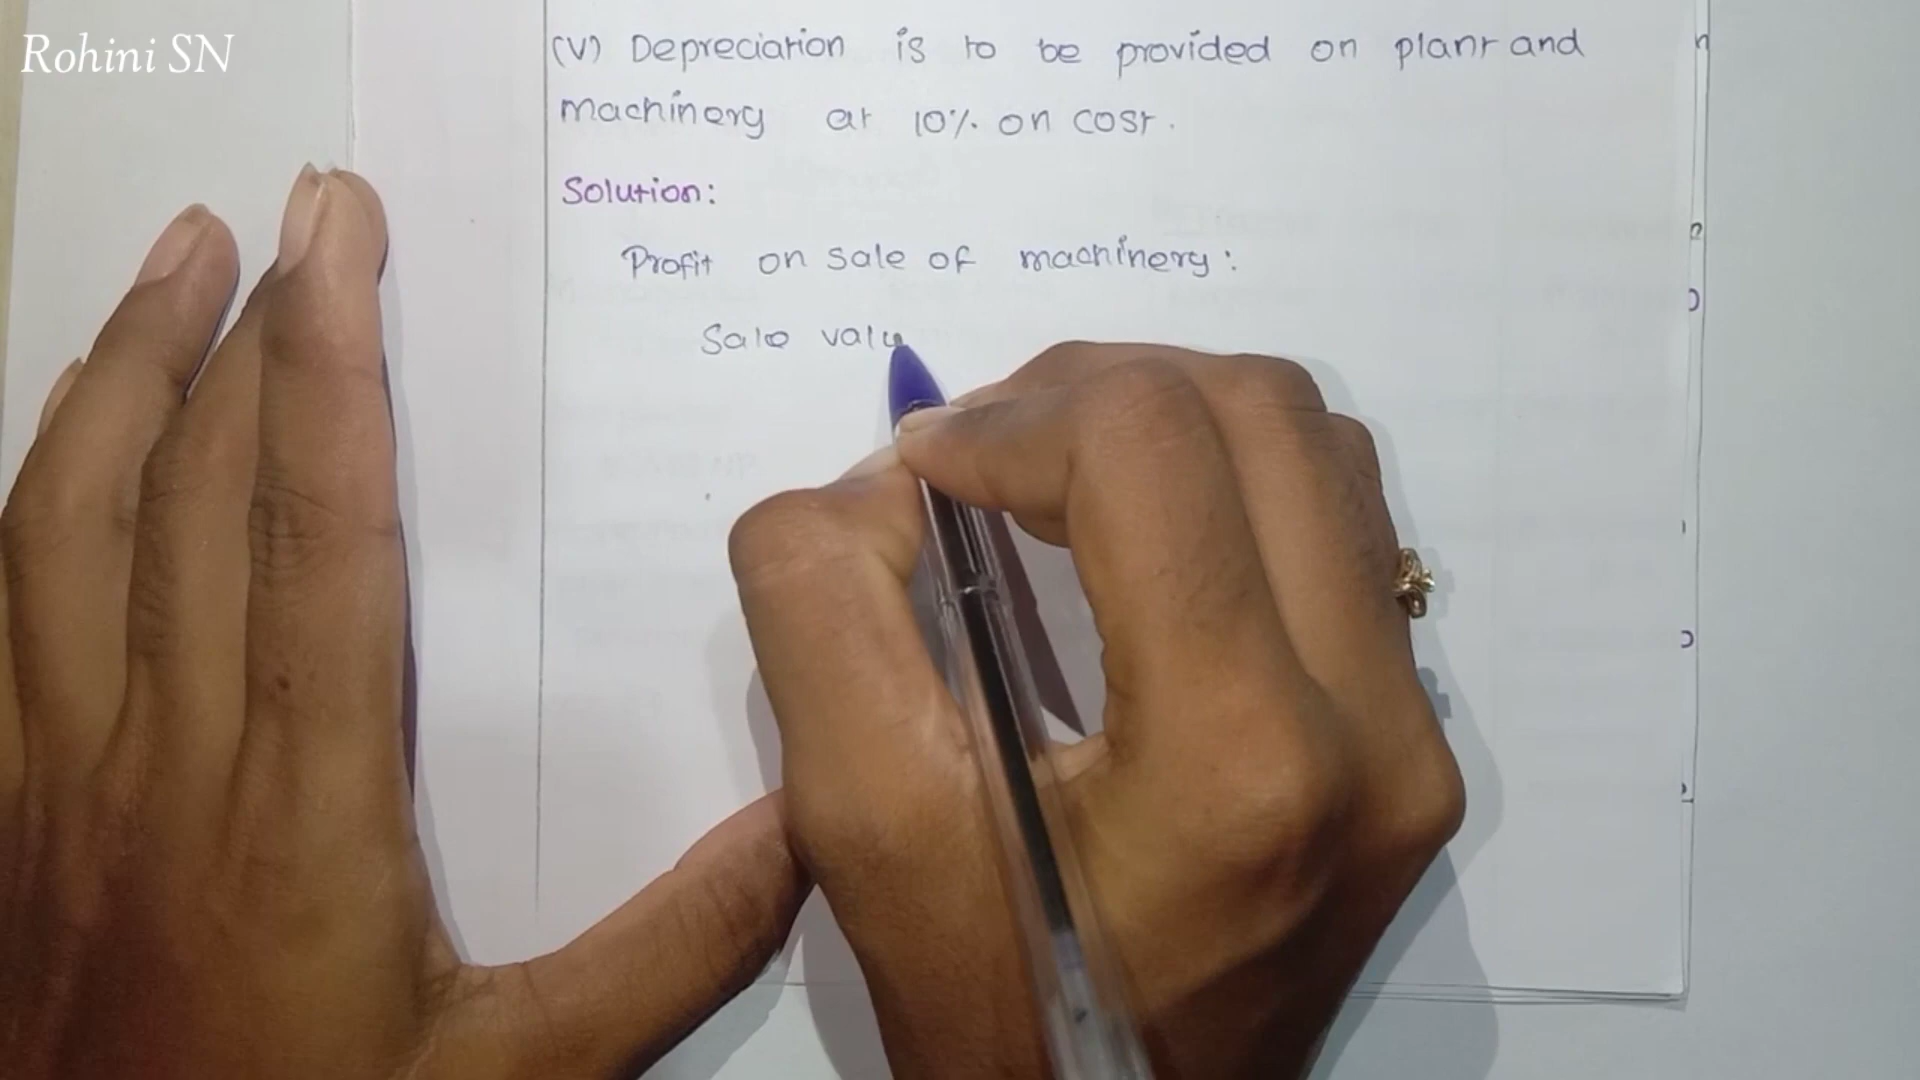 Rohini SN
(V) Depreciation is to be provided on plant and
machinery at 10% on cost.
Solution:
Profit on sale of machinery:
Sale valu